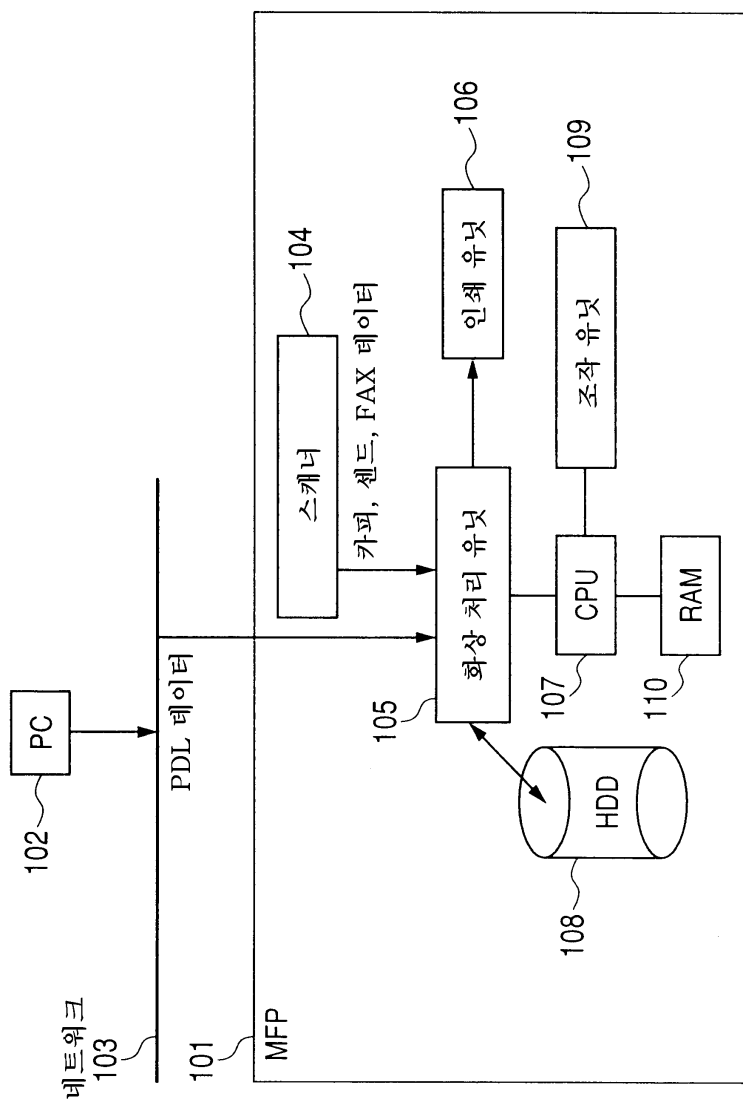 PC
102
네트워크
103
PDL 데이터
101
MFP
스캐너
104
카피, 센드, FAX 데이터
105
화상 처리 유닛
인쇄 유닛
106
CPU
107
조작 유닛
109
HDD
108
RAM
110